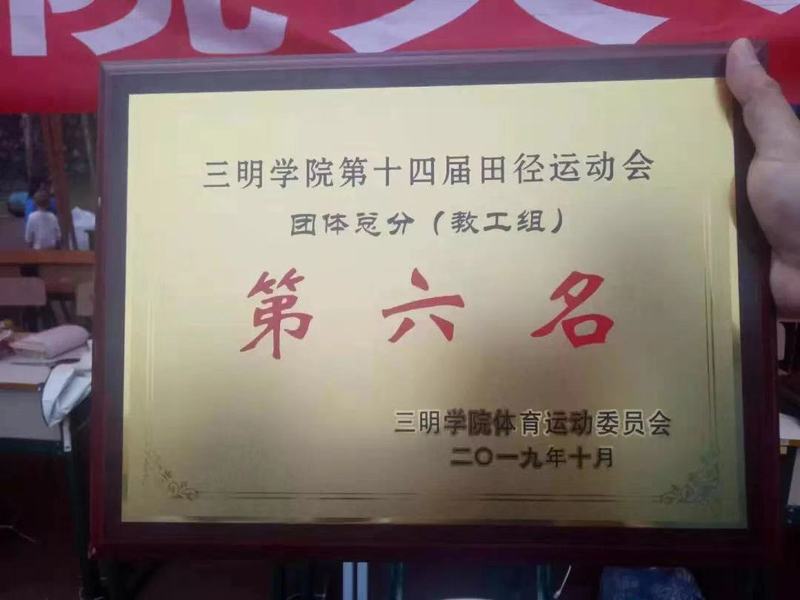 三明学院第十四届田径运动会
团体总分（教工组）
第六名
三明学院体育运动委员会
二〇一九年十月